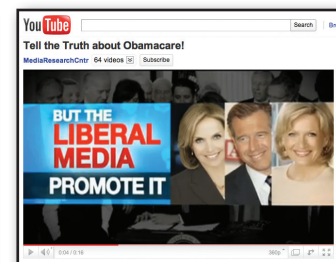 YouTube
Search
Tell the Truth about Obamacare!
MediaResearchCntr 64 videos Subscribe
BUT THE
LIBERAL
MEDIA
PROMOTE IT
0:04 / 0:16
360p